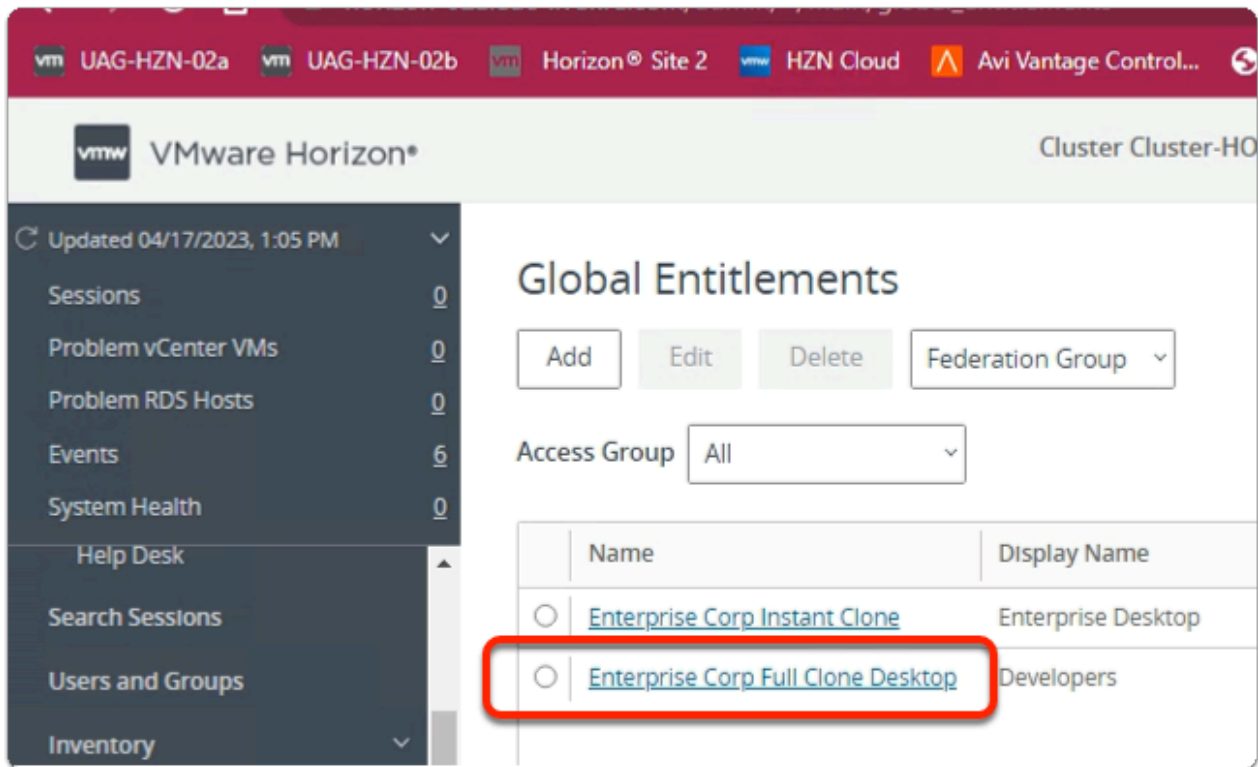 UAG-HZN-02a UAG-HZN-02b Horizon® Site 2 HZN Cloud Avi Vantage Control...
vmw VMware Horizon® Cluster Cluster-HO
Updated 04/17/2023, 1:05 PM
Sessions 0
Problem vCenter VMs 0
Problem RDS Hosts 0
Events 6
System Health 0
Help Desk
Search Sessions
Users and Groups
Inventory
Global Entitlements
Add Edit Delete Federation Group
Access Group All
Name Display Name
Enterprise Corp Instant Clone Enterprise Desktop
Enterprise Corp Full Clone Desktop Developers